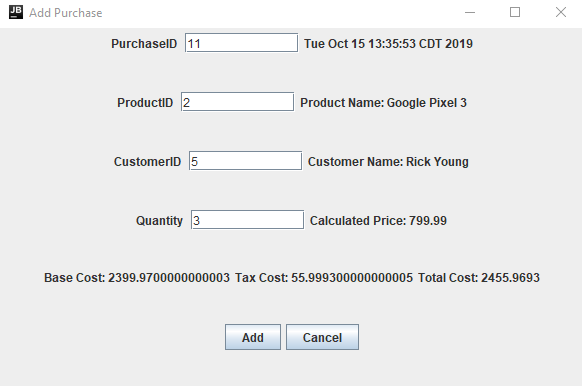 JB Add Purchase
PurchaseID 11 Tue Oct 15 13:35:53 CDT 2019
ProductID 2 Product Name: Google Pixel 3
CustomerID 5 Customer Name: Rick Young
Quantity 3 Calculated Price: 799.99
Base Cost: 2399.9700000000003 Tax Cost: 55.999300000000005 Total Cost: 2455.9693
Add Cancel